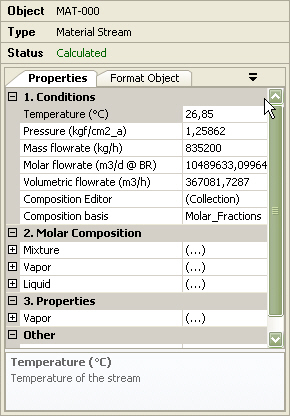 Object MAT-000
Type Material Stream
Status Calculated
Properties Format Object
1. Conditions
Temperature (°C) 26,85
Pressure (kgf/cm2_a) 1,25862
Mass flowrate (kg/h) 835200
Molar flowrate (m3/d @ BR) 10489633,09964
Volumetric flowrate (m3/h) 367081,7287
Composition Editor (Collection)
Composition basis Molar_Fractions
2. Molar Composition
Mixture (...)
Vapor (...)
Liquid (...)
3. Properties
Vapor (...)
Other
Temperature (°C)
Temperature of the stream